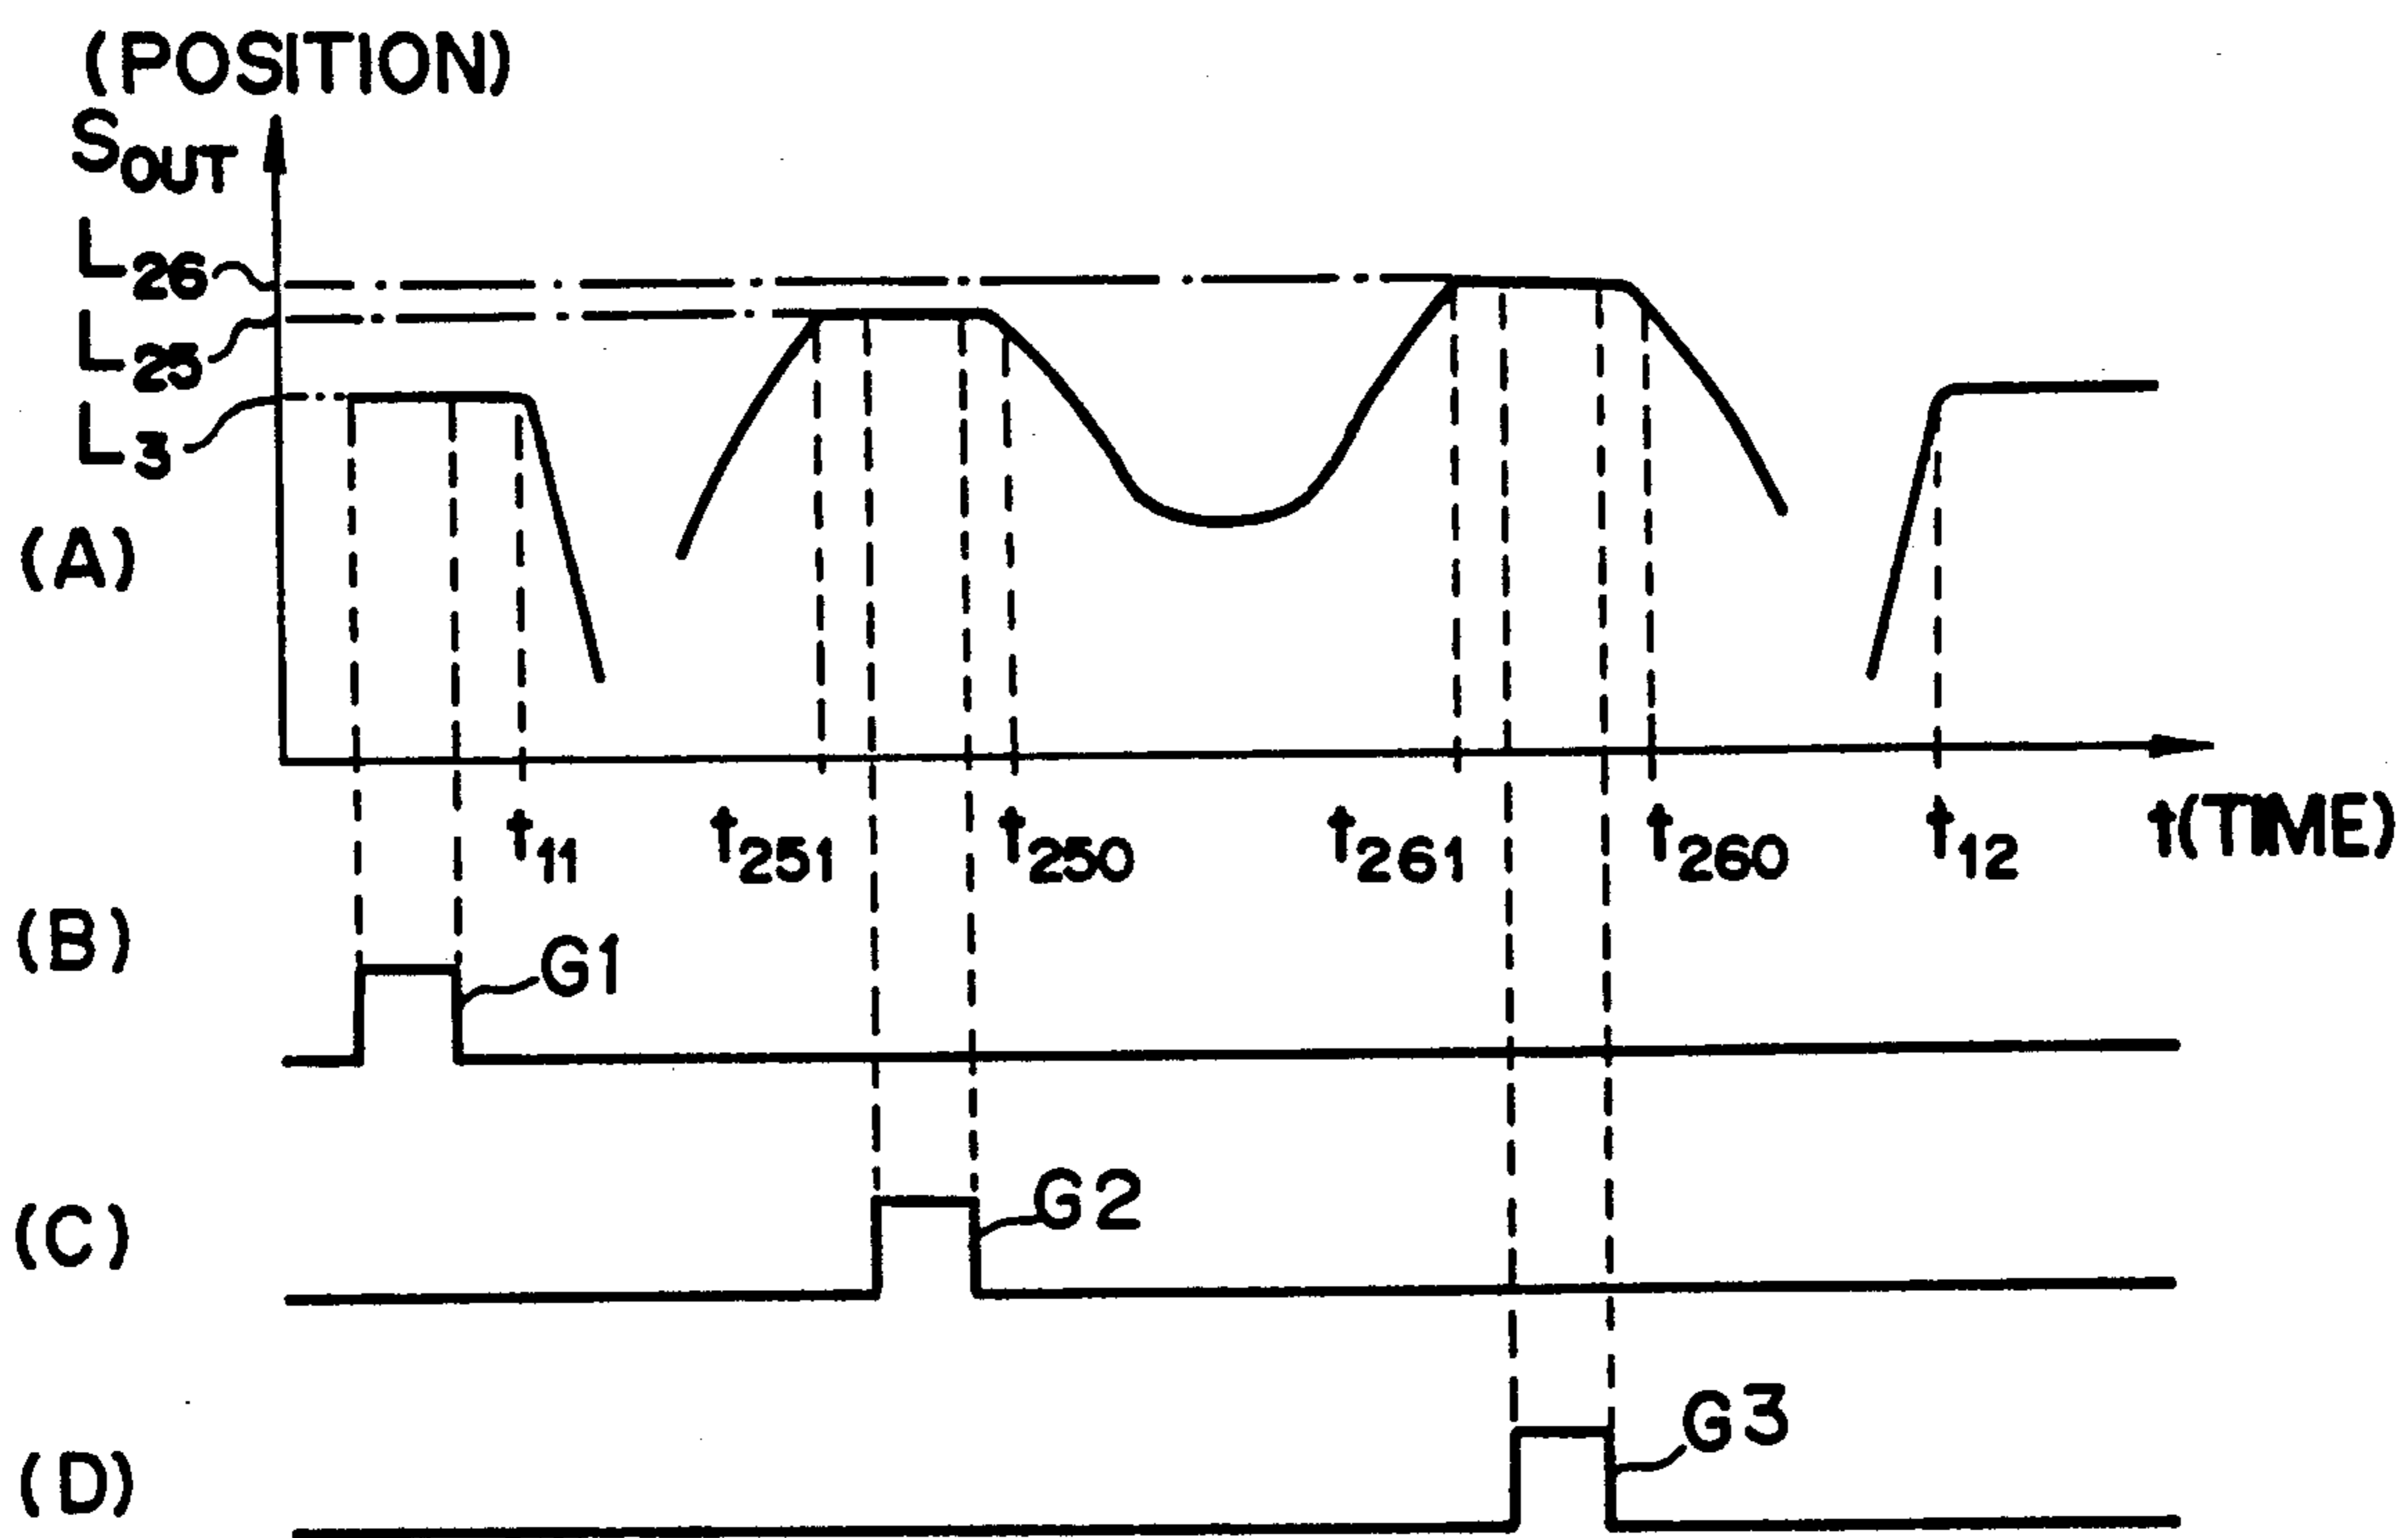 (POSITION)
S_OUT
L_26
L_25
L_3
(A)
t_11 t_251 t_250 t_261 t_260 t_12 t(TIME)
(B) G1
(C) G2
(D) G3